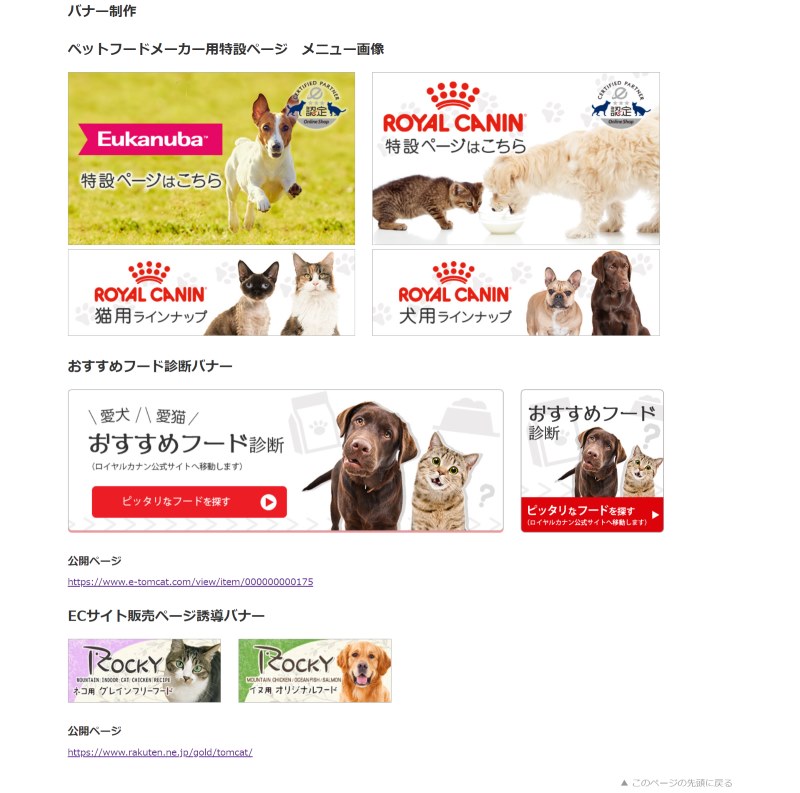 バナー制作
ペットフードメーカー用特設ページ　メニュー画像
Eukanuba™
特設ページはこちら
CERTIFIED PARTNER
認定
Online Shop
ROYAL CANIN
特設ページはこちら
CERTIFIED PARTNER
認定
Online Shop
ROYAL CANIN
猫用ラインナップ
ROYAL CANIN
犬用ラインナップ
おすすめフード診断バナー
\ 愛犬 / \ 愛猫 /
おすすめフード診断
(ロイヤルカナン公式サイトへ移動します)
ピッタリなフードを探す
?
おすすめフード
診断
?
ピッタリなフードを探す
(ロイヤルカナン公式サイトへ移動します)
公開ページ
https://www.e-tomcat.com/view/item/000000000175
ECサイト販売ページ誘導バナー
ROCKY
MOUNTAIN:INDOOR CAT: CHICKEN RECIPE
ネコ用 グレインフリーフード
ROCKY
MOUNTAIN CHICKEN/OCEANFISH/SALMON
イヌ用 オリジナルフード
公開ページ
https://www.rakuten.ne.jp/gold/tomcat/
▲ このページの先頭に戻る